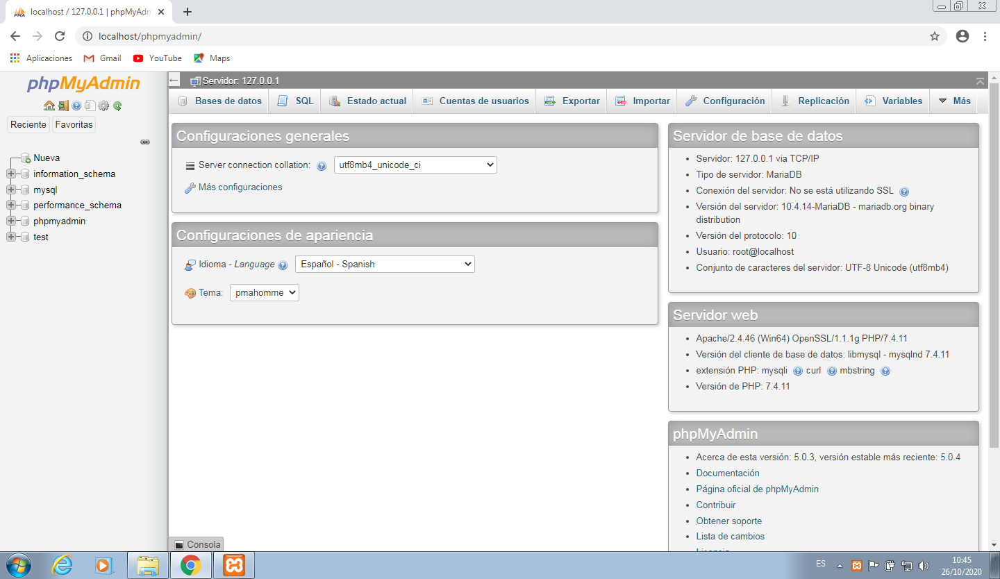 localhost / 127.0.0.1 | phpMyAdm
localhost/phpmyadmin/
Aplicaciones Gmail YouTube Maps
phpMyAdmin
Reciente Favoritas
Nueva
information_schema
mysql
performance_schema
phpmyadmin
test
Servidor: 127.0.0.1
Bases de datos SQL Estado actual Cuentas de usuarios Exportar Importar Configuración Replicación Variables Más
Configuraciones generales
Server connection collation: utf8mb4_unicode_ci
Más configuraciones
Configuraciones de apariencia
Idioma - Language Español - Spanish
Tema: pmahomme
Servidor de base de datos
Servidor: 127.0.0.1 via TCP/IP
Tipo de servidor: MariaDB
Conexión del servidor: No se está utilizando SSL
Versión del servidor: 10.4.14-MariaDB - mariadb.org binary
distribution
Versión del protocolo: 10
Usuario: root@localhost
Conjunto de caracteres del servidor: UTF-8 Unicode (utf8mb4)
Servidor web
Apache/2.4.46 (Win64) OpenSSL/1.1.1g PHP/7.4.11
Versión del cliente de base de datos: libmysql - mysqlnd 7.4.11
extensión PHP: mysqli curl mbstring
Versión de PHP: 7.4.11
phpMyAdmin
Acerca de esta versión: 5.0.3, versión estable más reciente: 5.0.4
Documentación
Página oficial de phpMyAdmin
Contribuir
Obtener soporte
Lista de cambios
Licencia
Consola
ES
10:45
26/10/2020